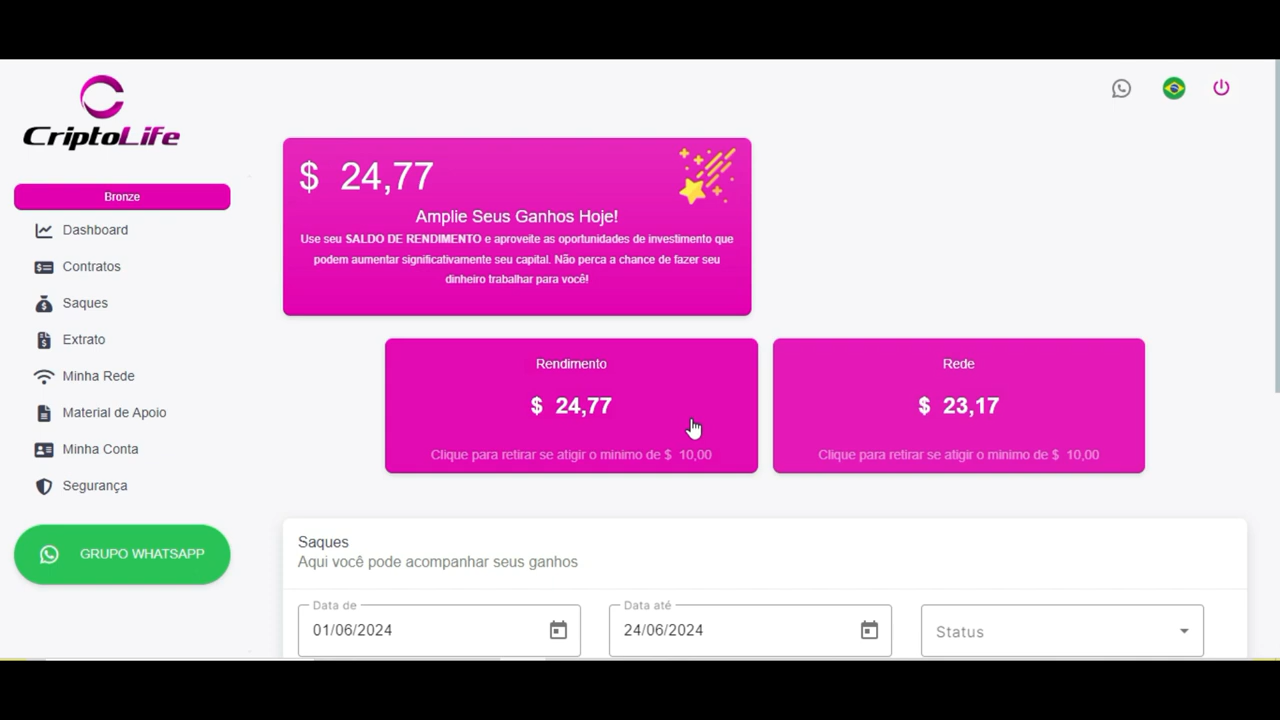 CriptoLife
Bronze
Dashboard
Contratos
Saques
Extrato
Minha Rede
Material de Apoio
Minha Conta
Segurança
GRUPO WHATSAPP
$ 24,77
Amplie Seus Ganhos Hoje!
Use seu SALDO DE RENDIMENTO e aproveite as oportunidades de investimento que
podem aumentar significativamente seu capital. Não perca a chance de fazer seu
dinheiro trabalhar para você!
Rendimento
$ 24,77
Clique para retirar se atigir o minimo de $ 10,00
Rede
$ 23,17
Clique para retirar se atigir o minimo de $ 10,00
Saques
Aqui você pode acompanhar seus ganhos
Data de
01/06/2024
Data até
24/06/2024
Status